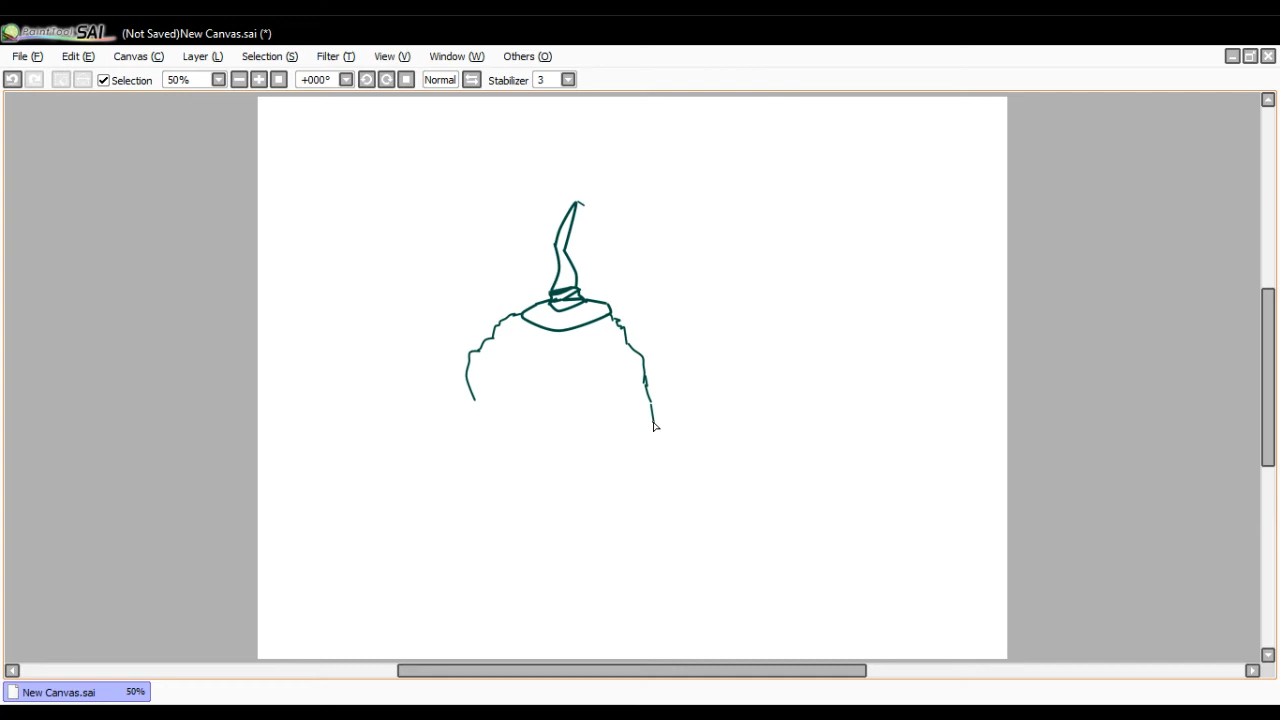 PaintTool SAI (Not Saved)New Canvas.sai (*)
File (F) Edit (E) Canvas (C) Layer (L) Selection (S) Filter (T) View (V) Window (W) Others (O)
Selection 50% +000° Normal Stabilizer 3
New Canvas.sai 50%